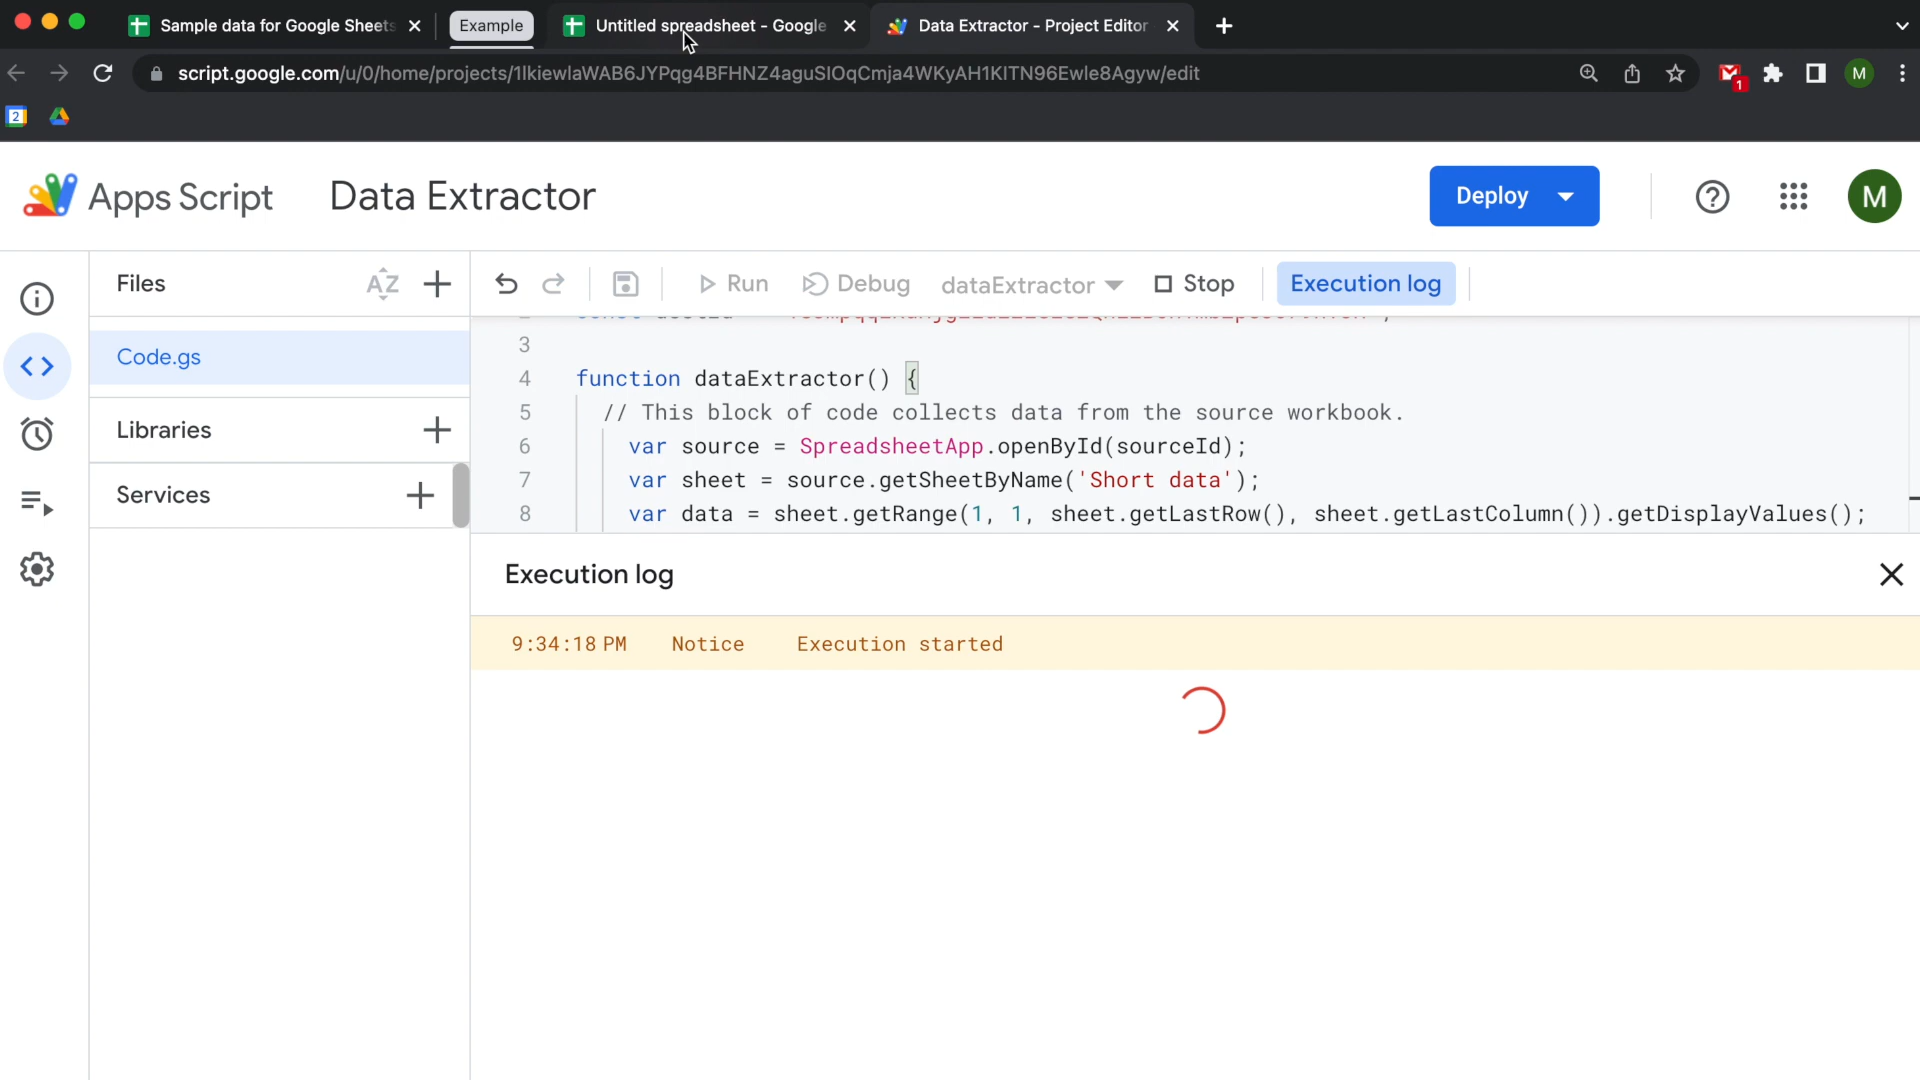 Sample data for Google Sheets
Example
Untitled spreadsheet - Google
Data Extractor - Project Editor
script.google.com/u/0/home/projects/1IkiewlaWAB6JYPqg4BFHNZ4aguSIOqCmja4WKyAH1KITN96Ewle8Agyw/edit
1
M
2
Apps Script
Data Extractor
Deploy
M
Files
AZ
Run
Debug
dataExtractor
Stop
Execution log
Code.gs
Libraries
Services
3
4 function dataExtractor() {
5 // This block of code collects data from the source workbook.
6 var source = SpreadsheetApp.openById(sourceId);
7 var sheet = source.getSheetByName('Short data');
8 var data = sheet.getRange(1, 1, sheet.getLastRow(), sheet.getLastColumn()).getDisplayValues();
Execution log
9:34:18 PM Notice Execution started